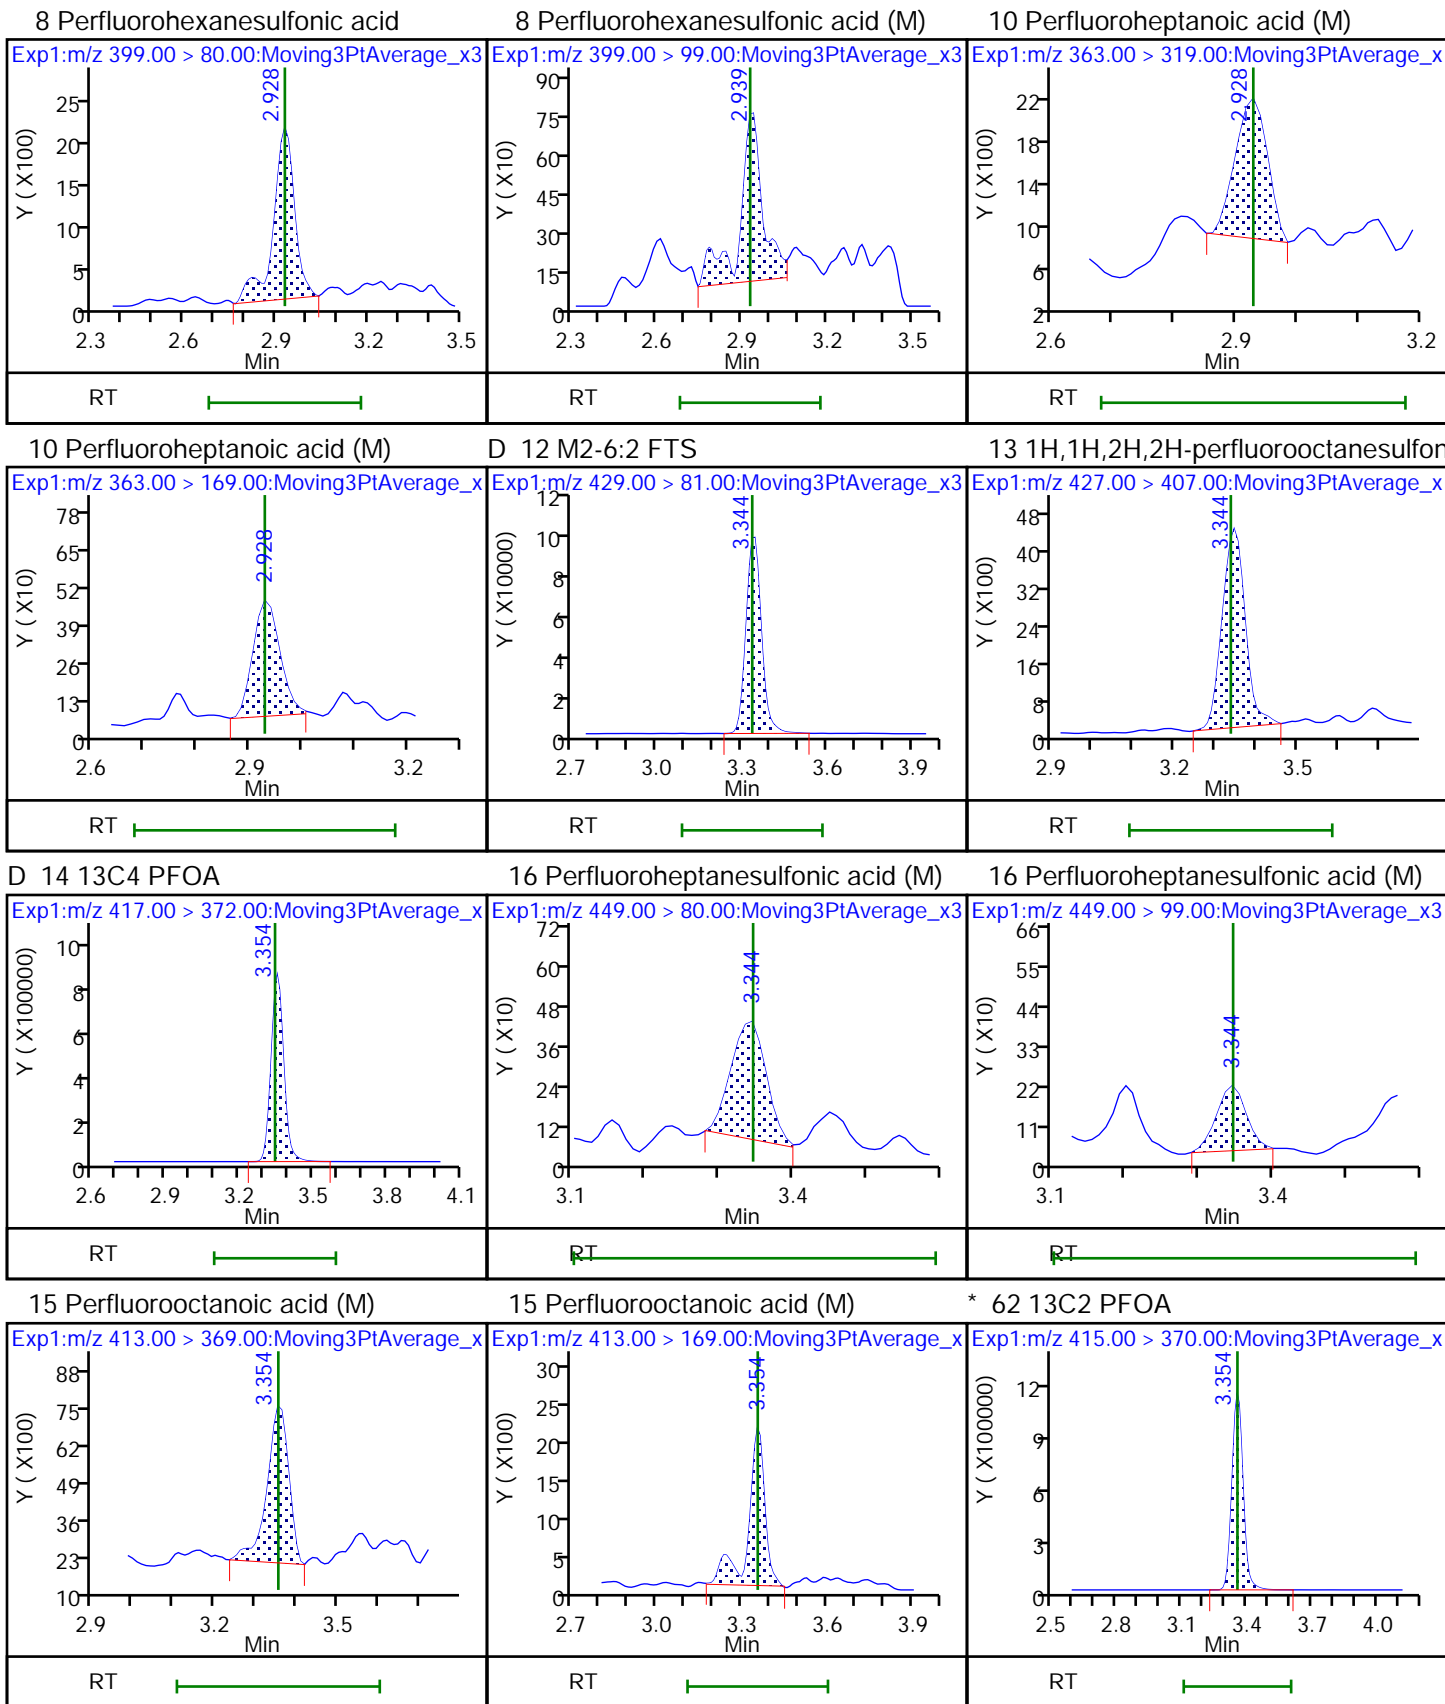 8 Perfluorohexanesulfonic acid
Exp1:m/z 399.00 > 80.00:Moving3PtAverage_x3
2.928
Y ( X100)
25
20
15
10
5
0
2.3 2.6 2.9 3.2 3.5
Min
RT
8 Perfluorohexanesulfonic acid (M)
Exp1:m/z 399.00 > 99.00:Moving3PtAverage_x3
2.939
Y ( X10)
90
75
60
45
30
15
0
2.3 2.6 2.9 3.2 3.5
Min
RT
10 Perfluoroheptanoic acid (M)
Exp1:m/z 363.00 > 319.00:Moving3PtAverage_x
2.928
Y ( X100)
22
18
14
10
6
2
2.6 2.9 3.2
Min
RT
10 Perfluoroheptanoic acid (M)
Exp1:m/z 363.00 > 169.00:Moving3PtAverage_x
2.928
Y ( X10)
78
65
52
39
26
13
0
2.6 2.9 3.2
Min
RT
D 12 M2-6:2 FTS
Exp1:m/z 429.00 > 81.00:Moving3PtAverage_x3
3.344
Y ( X10000)
12
10
8
6
4
2
0
2.7 3.0 3.3 3.6 3.9
Min
RT
13 1H,1H,2H,2H-perfluorooctanesulfon
Exp1:m/z 427.00 > 407.00:Moving3PtAverage_x
3.344
Y ( X100)
48
40
32
24
16
8
0
2.9 3.2 3.5
Min
RT
D 14 13C4 PFOA
Exp1:m/z 417.00 > 372.00:Moving3PtAverage_x
3.354
Y ( X100000)
10
8
6
4
2
0
2.6 2.9 3.2 3.5 3.8 4.1
Min
RT
16 Perfluoroheptanesulfonic acid (M)
Exp1:m/z 449.00 > 80.00:Moving3PtAverage_x3
3.344
Y ( X10)
72
60
48
36
24
12
0
3.1 3.4
Min
RT
16 Perfluoroheptanesulfonic acid (M)
Exp1:m/z 449.00 > 99.00:Moving3PtAverage_x3
3.344
Y ( X10)
66
55
44
33
22
11
0
3.1 3.4
Min
RT
15 Perfluorooctanoic acid (M)
Exp1:m/z 413.00 > 369.00:Moving3PtAverage_x
3.354
Y ( X100)
88
75
62
49
36
23
10
2.9 3.2 3.5
Min
RT
15 Perfluorooctanoic acid (M)
Exp1:m/z 413.00 > 169.00:Moving3PtAverage_x
3.354
Y ( X100)
30
25
20
15
10
5
0
2.7 3.0 3.3 3.6 3.9
Min
RT
* 62 13C2 PFOA
Exp1:m/z 415.00 > 370.00:Moving3PtAverage_x
3.354
Y ( X100000)
12
9
6
3
0
2.5 2.8 3.1 3.4 3.7 4.0
Min
RT